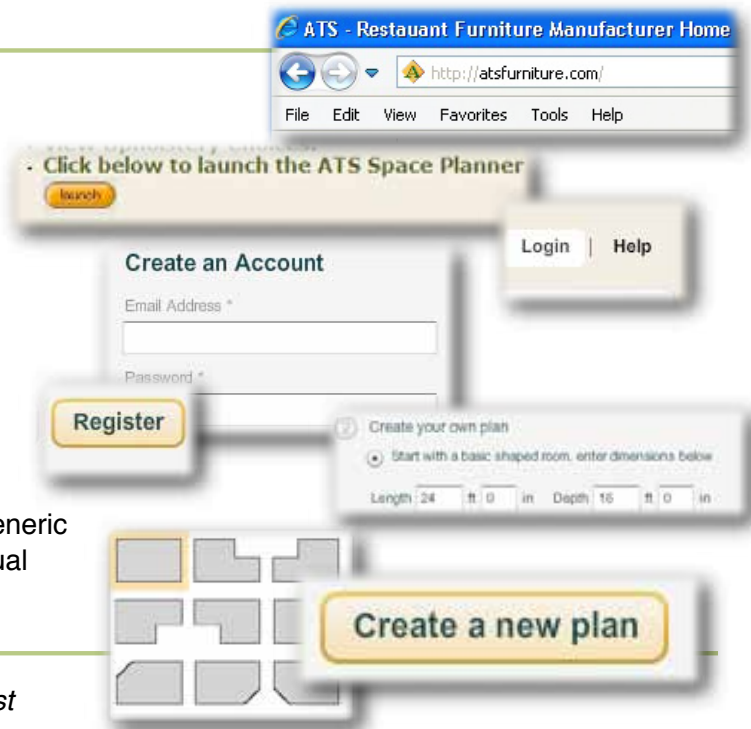 ATS - Restauant Furniture Manufacturer Home
http://atsfurniture.com/
File Edit View Favorites Tools Help
· Click below to launch the ATS Space Planner
launch
Login | Help
Create an Account
Email Address *
Password *
Register
2 Create your own plan
Start with a basic shaped room, enter dimensions below
Length 24 ft 0 in Depth 16 ft 0 in
Create a new plan